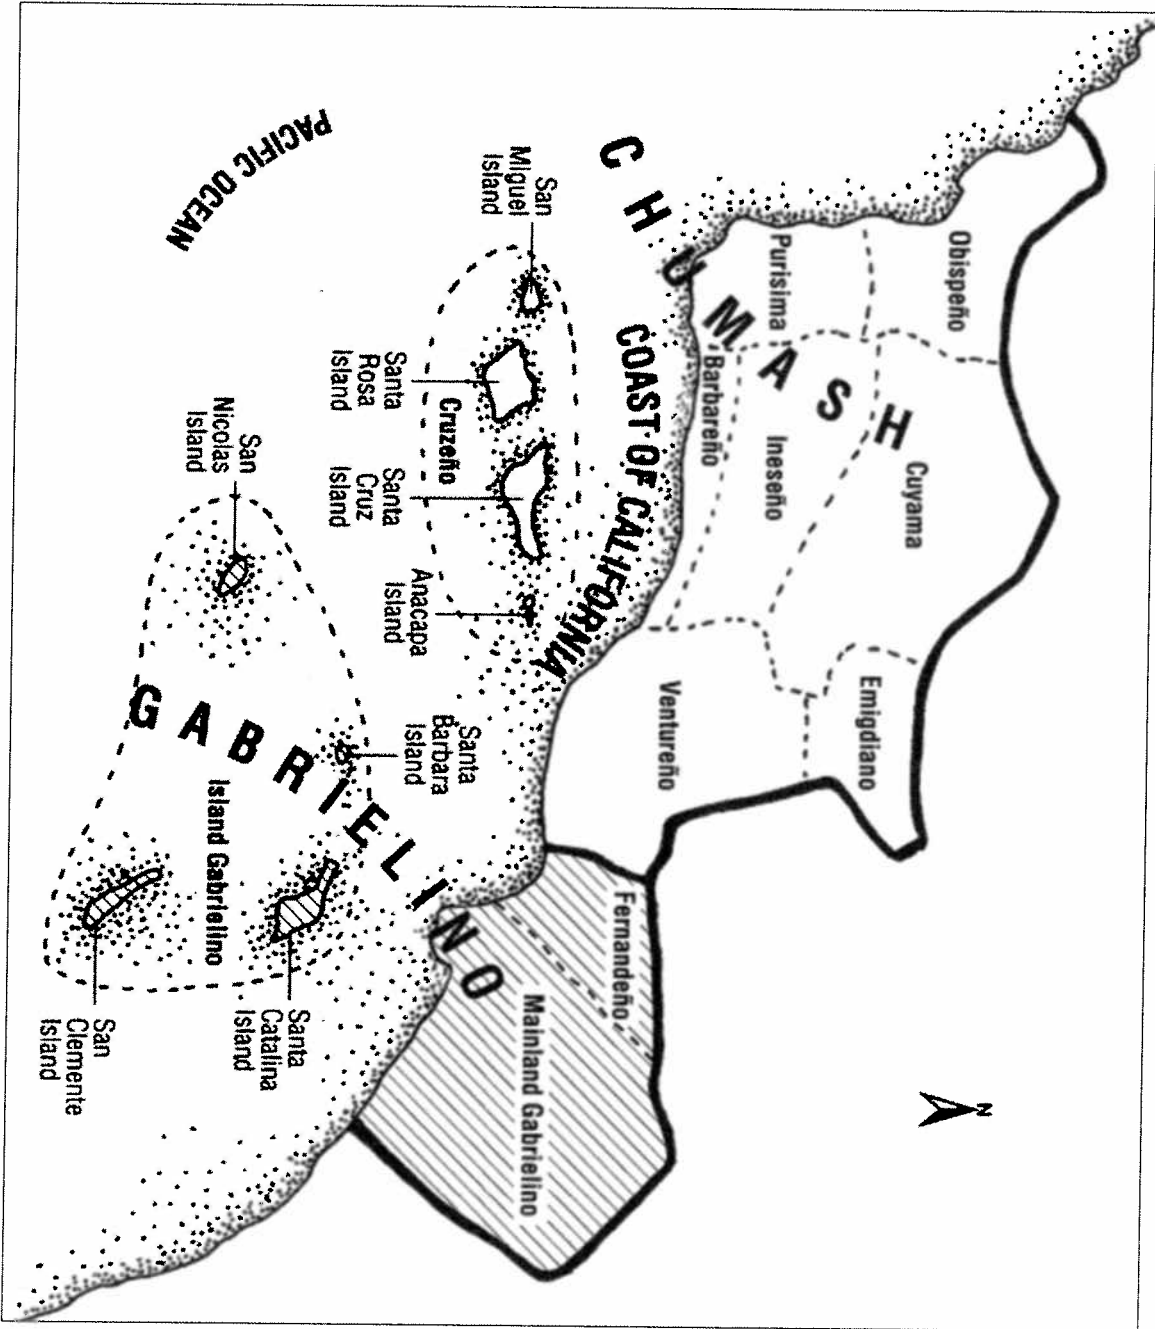 CHUMASH
Obispeño
Purisima
Cuyama
Ineseño
Barbareño
Emigdiano
Ventureño
COAST OF CALIFORNIA
San
Miguel
Island
Santa
Rosa
Island
Cruzeño
Santa
Cruz
Island
Anacapa
Island
PACIFIC OCEAN
San
Nicolas
Island
Santa
Barbara
Island
GABRIELINO
Island Gabrielino
Fernandeño
Mainland Gabrielino
Santa
Catalina
Island
San
Clemente
Island
N